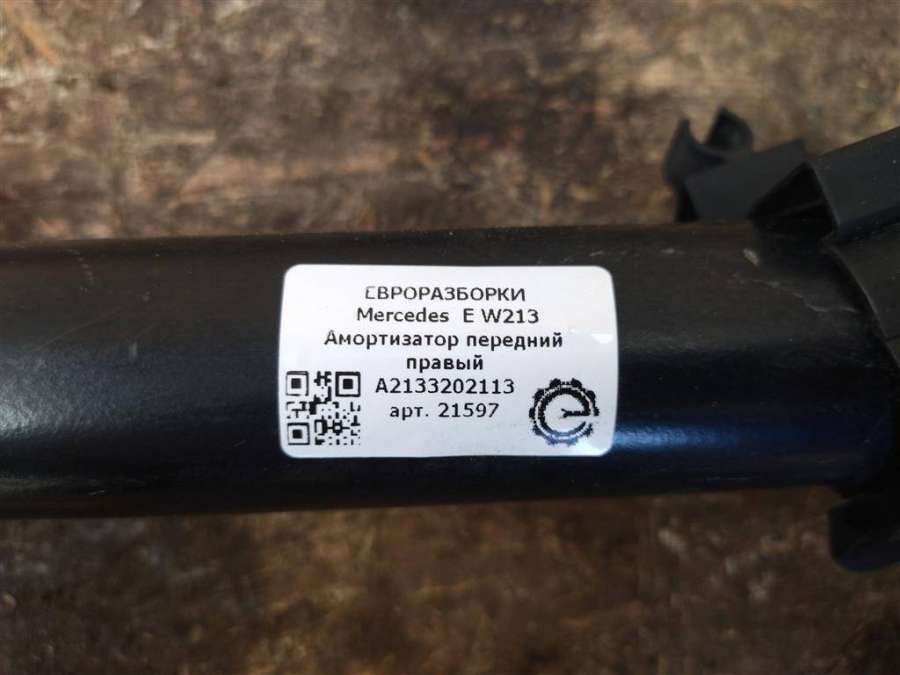 ЕВРОРАЗБОРКИ
Mercedes E W213
Амортизатор передний
правый
A2133202113
арт. 21597